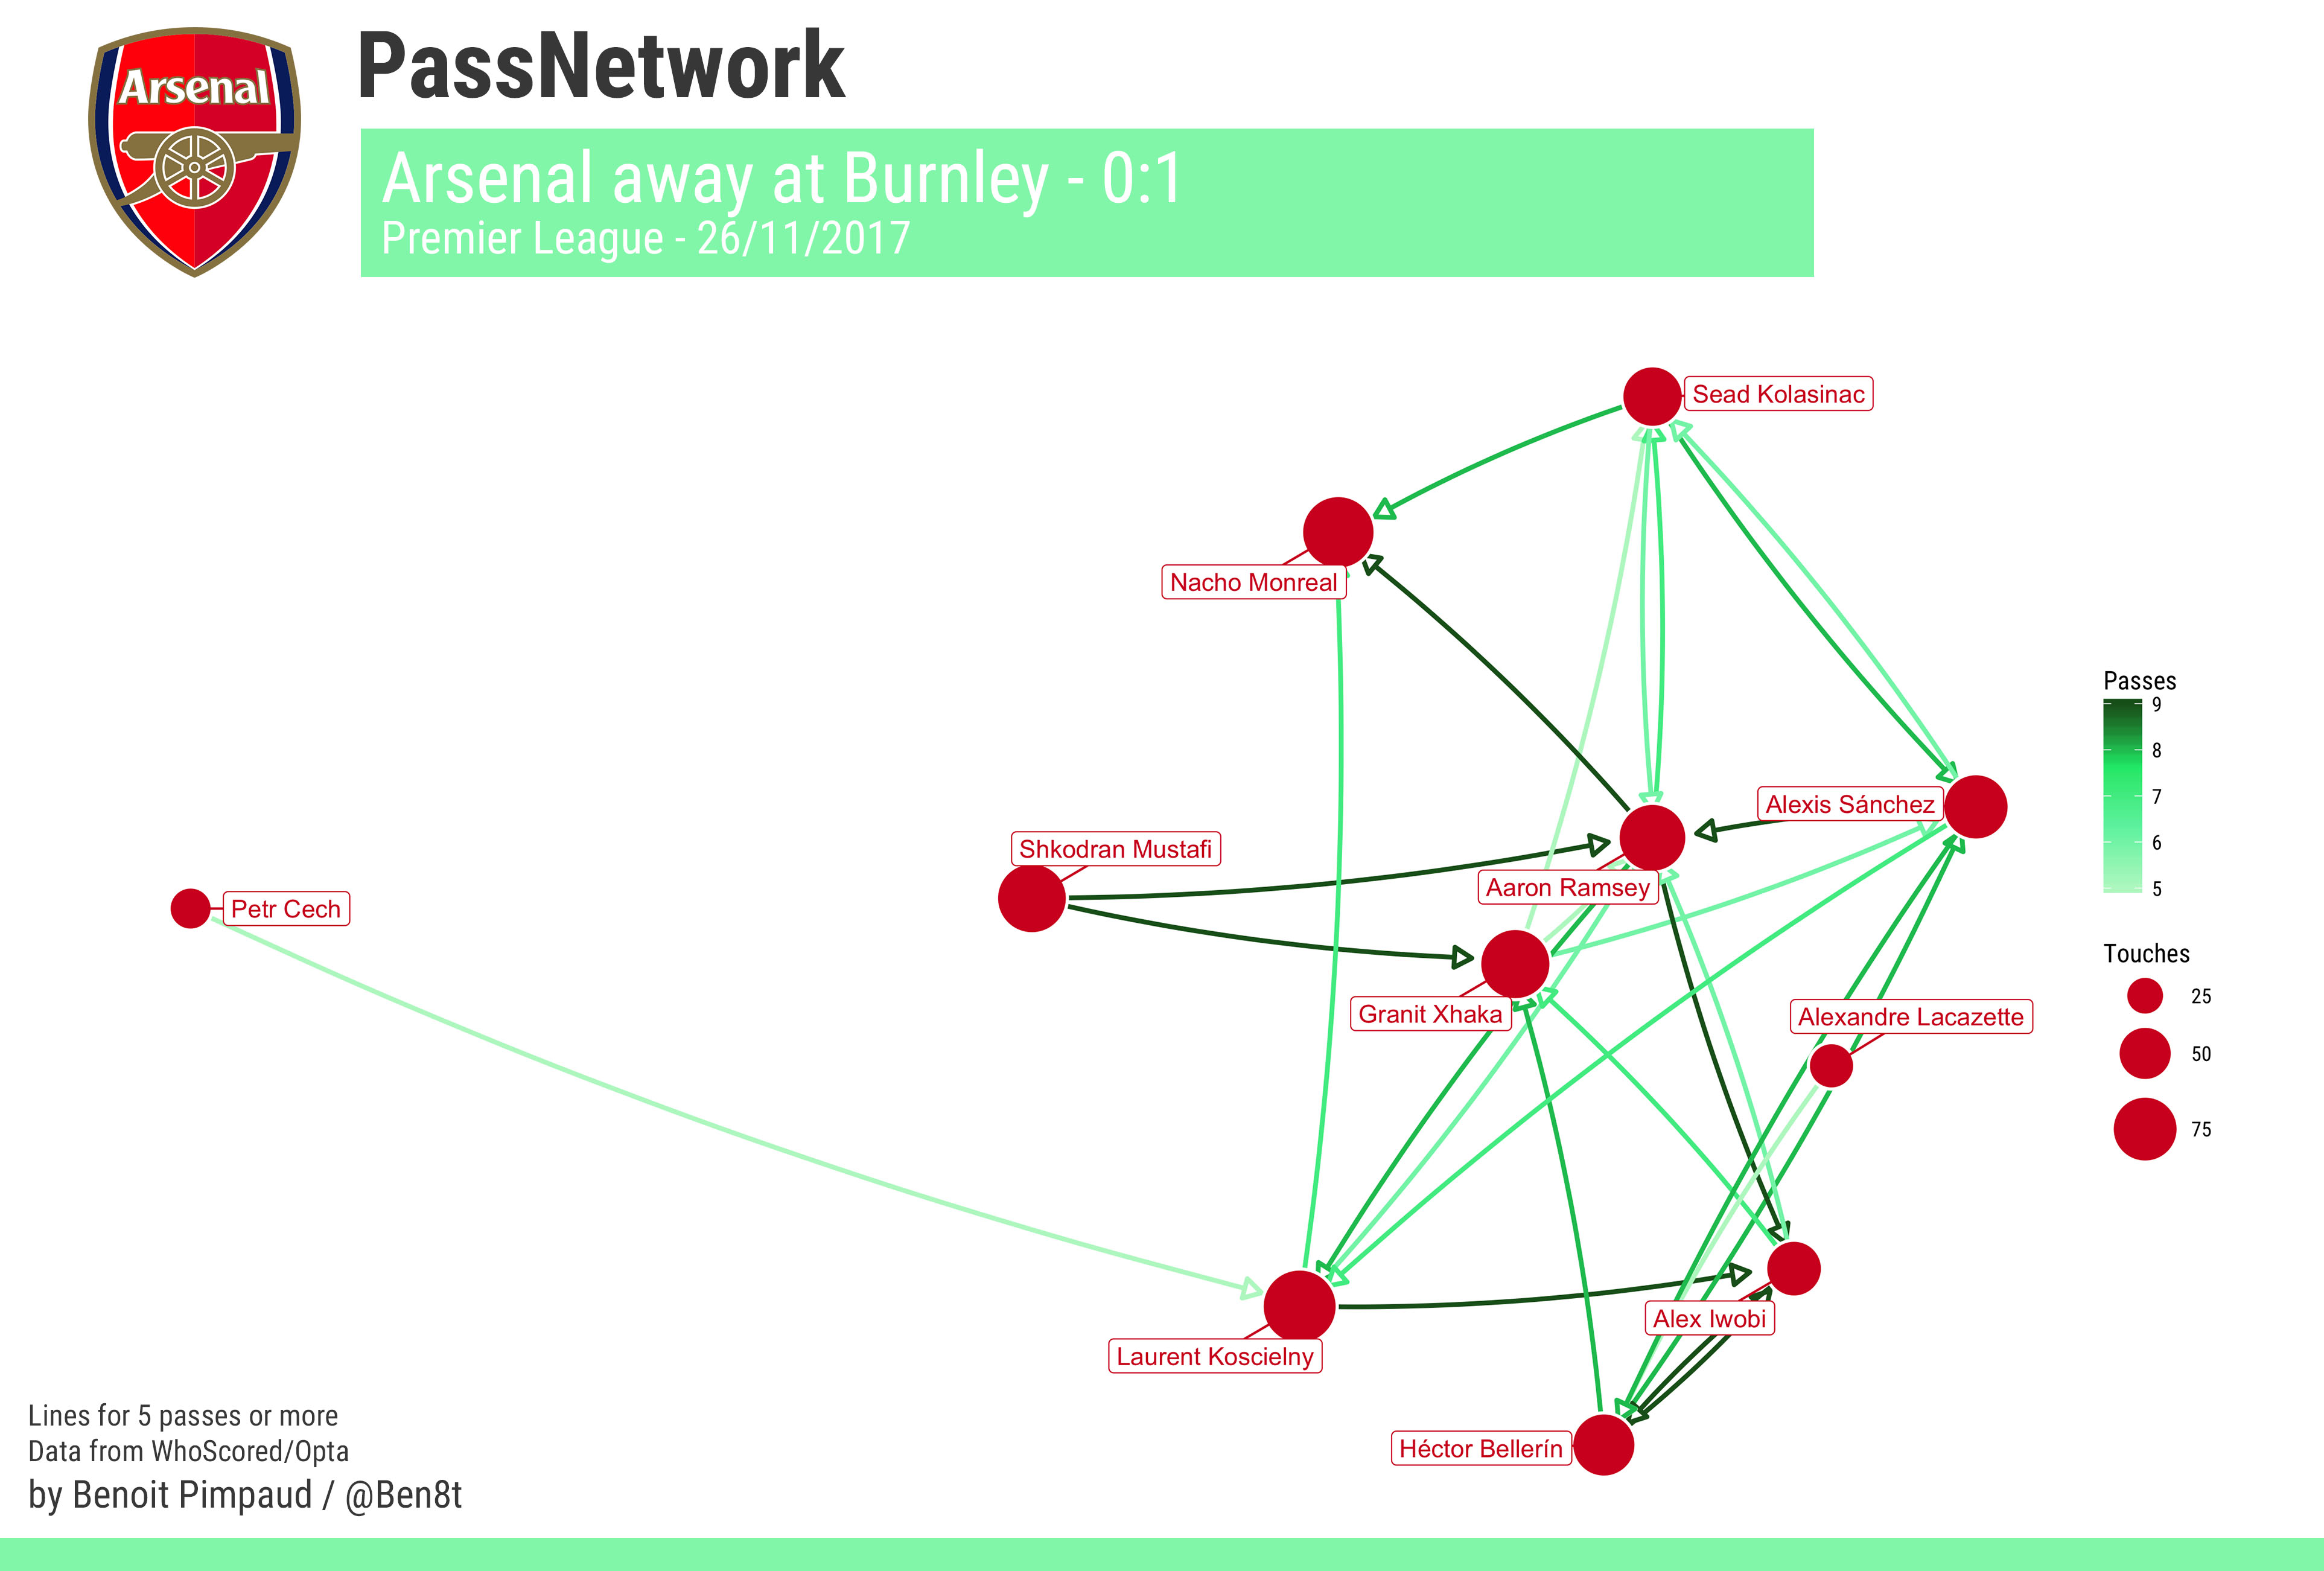 Arsenal
PassNetwork
Arsenal away at Burnley - 0:1
Premier League - 26/11/2017
Sead Kolasinac
Nacho Monreal
Passes
9
8
7
6
5
Alexis Sánchez
Shkodran Mustafi
Aaron Ramsey
Petr Cech
Touches
25
50
75
Granit Xhaka
Alexandre Lacazette
Alex Iwobi
Laurent Koscielny
Héctor Bellerín
Lines for 5 passes or more
Data from WhoScored/Opta
by Benoit Pimpaud / @Ben8t